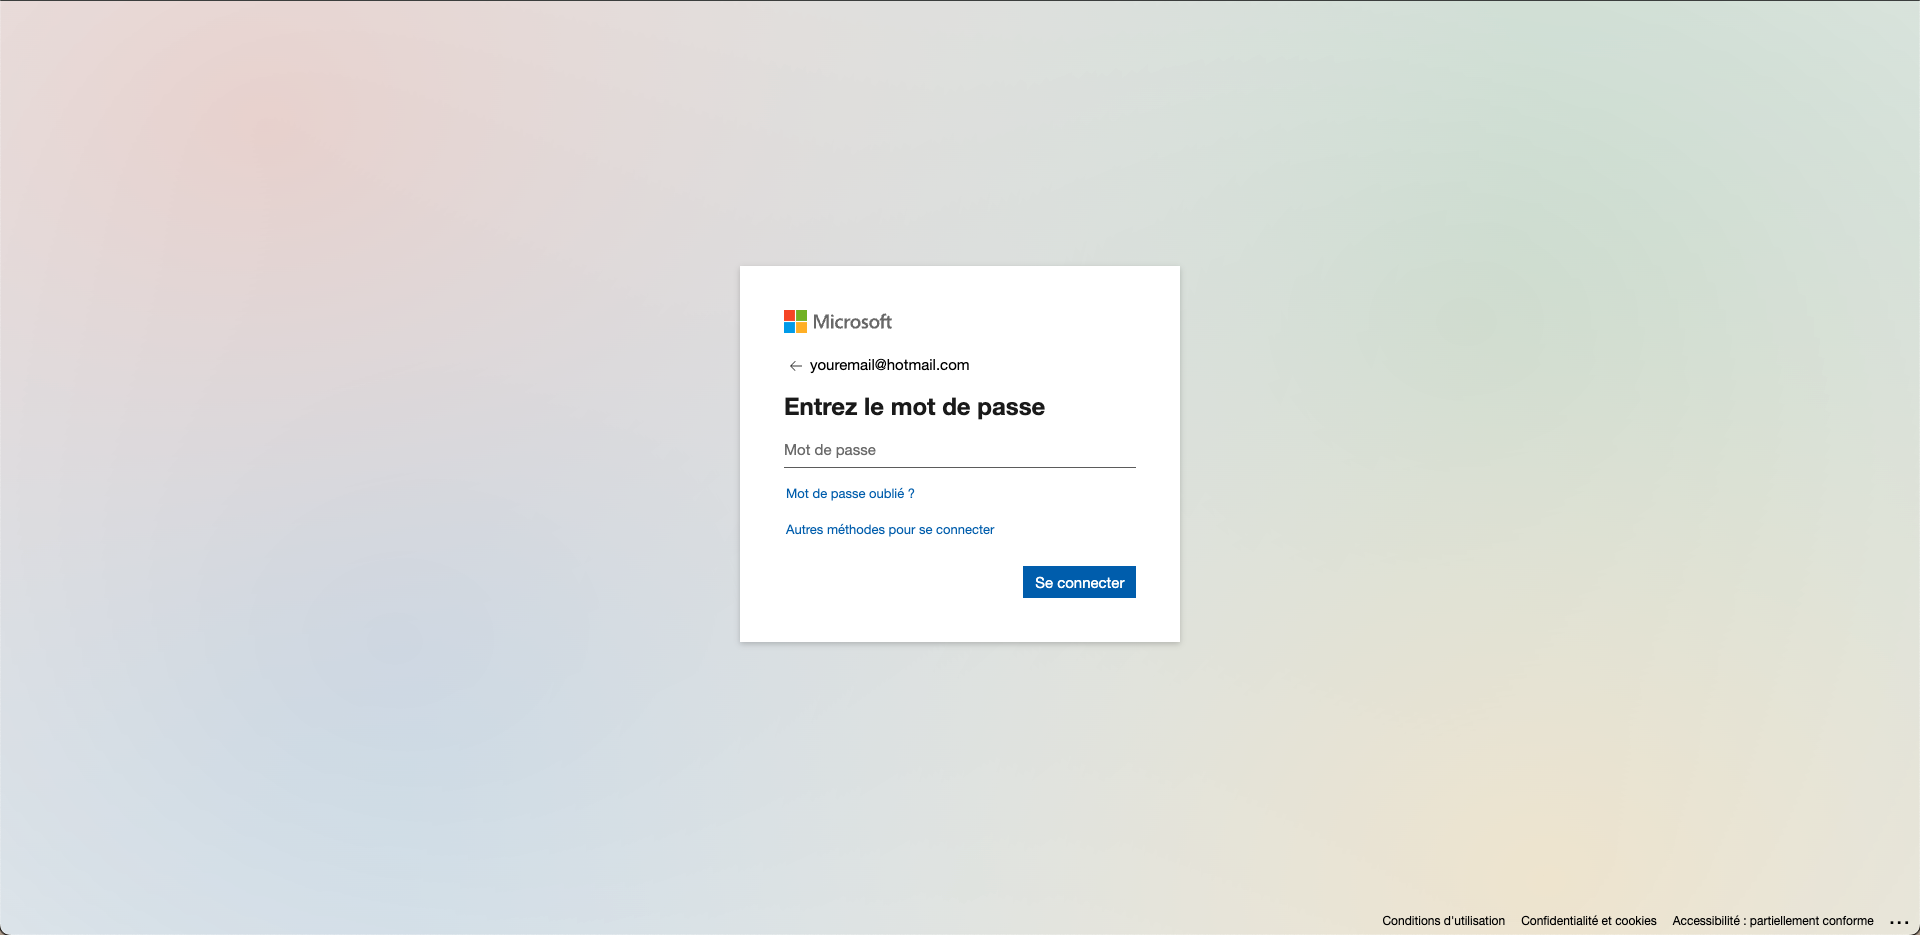 Microsoft
youremail@hotmail.com
Entrez le mot de passe
Mot de passe
Mot de passe oublié ?
Autres méthodes pour se connecter
Se connecter
Conditions d'utilisation Confidentialité et cookies Accessibilité : partiellement conforme ...